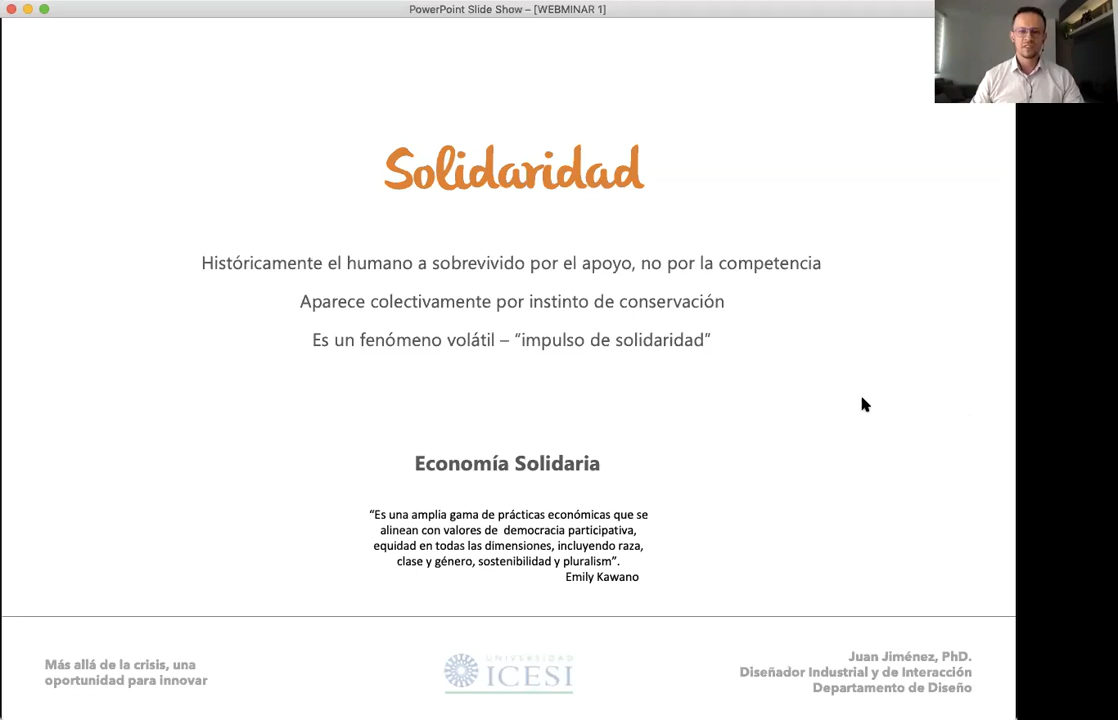 PowerPoint Slide Show – [WEBMINAR 1]
Solidaridad
Históricamente el humano a sobrevivido por el apoyo, no por la competencia
Aparece colectivamente por instinto de conservación
Es un fenómeno volátil – “impulso de solidaridad”
Economía Solidaria
“Es una amplia gama de prácticas económicas que se
alinean con valores de democracia participativa,
equidad en todas las dimensiones, incluyendo raza,
clase y género, sostenibilidad y pluralism”.
Emily Kawano
Más allá de la crisis, una
oportunidad para innovar
UNIVERSIDAD
ICESI
Juan Jiménez, PhD.
Diseñador Industrial y de Interacción
Departamento de Diseño